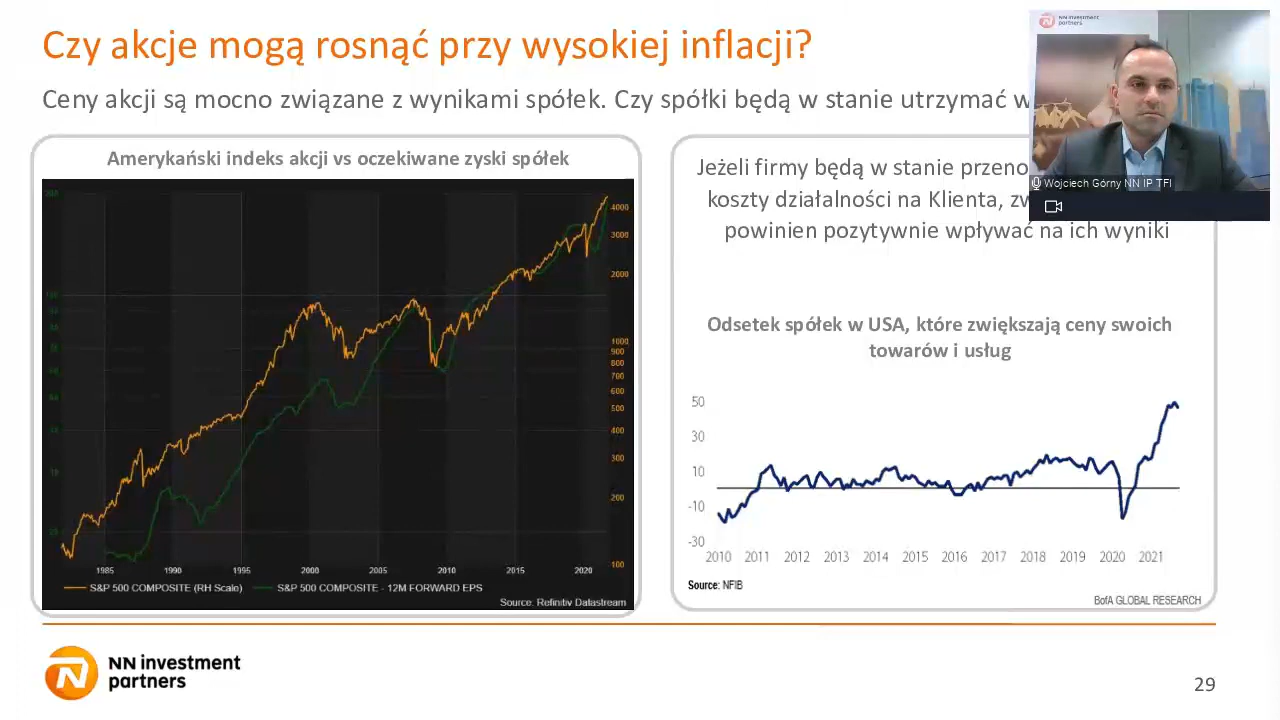 Czy akcje mogą rosnąć przy wysokiej inflacji?
Ceny akcji są mocno związane z wynikami spółek. Czy spółki będą w stanie utrzymać
NN investment
partners
Wojciech Górny NN IP TFI
Amerykański indeks akcji vs oczekiwane zyski spółek
4000
3000
2000
1000
900
800
700
600
500
400
300
200
100
1985 1990 1995 2000 2005 2010 2015 2020
S&P 500 COMPOSITE (RH Scale) S&P 500 COMPOSITE - 12M FORWARD EPS
Source: Refinitiv Datastream
Jeżeli firmy będą w stanie
koszty działalności na Klienta,
powinien pozytywnie wpływać na ich wyniki
Odsetek spółek w USA, które zwiększają ceny swoich
towarów i usług
50
30
10
-10
-30
2010 2011 2012 2013 2014 2015 2016 2017 2018 2019 2020 2021
Source: NFIB
BofA GLOBAL RESEARCH
NN investment
partners
29